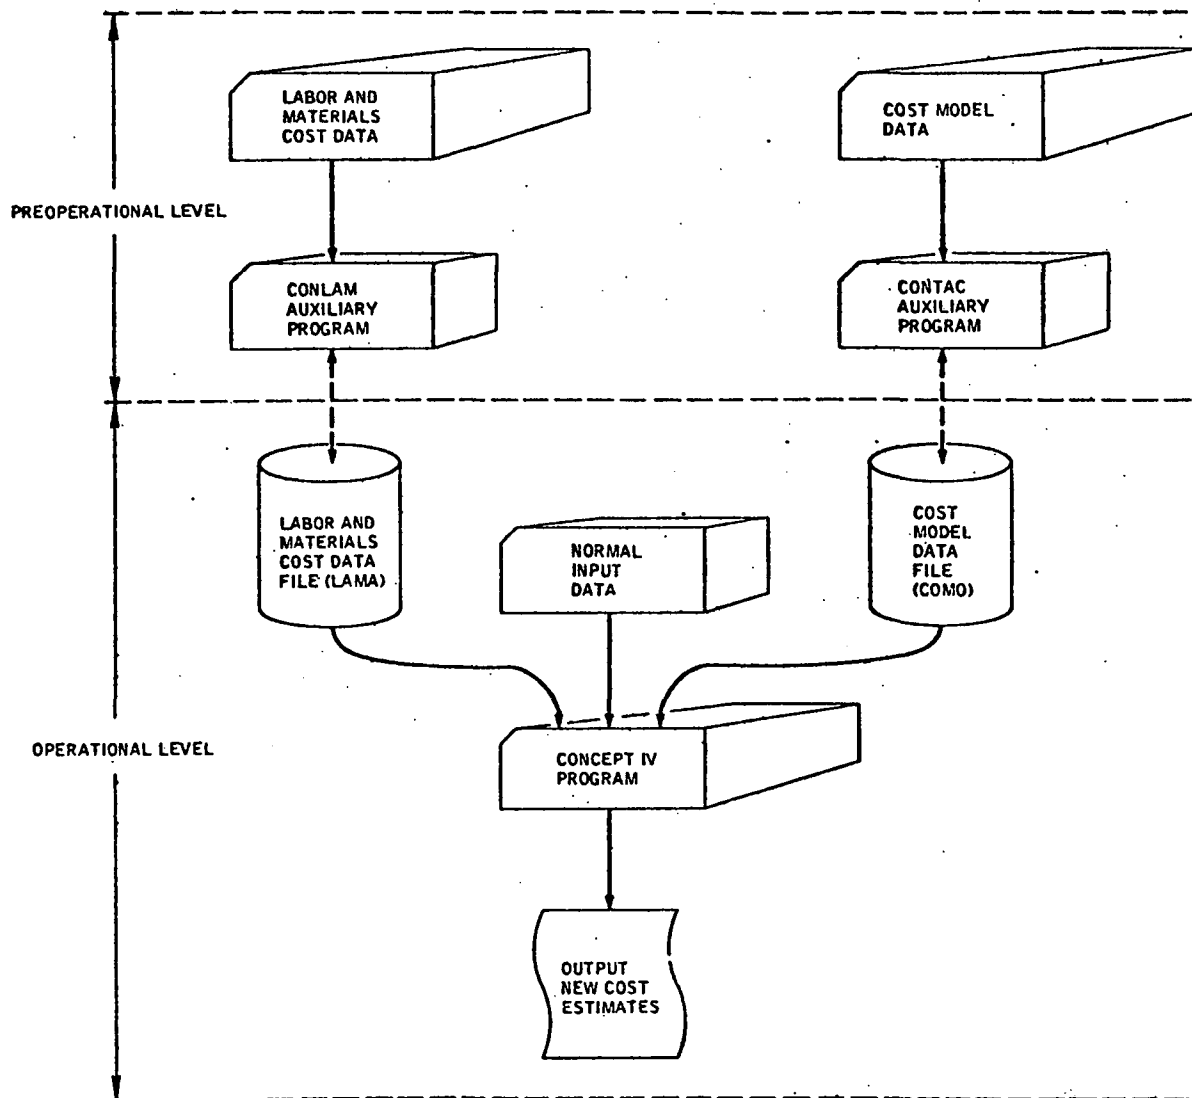 LABOR AND
MATERIALS
COST DATA
COST MODEL
DATA
PREOPERATIONAL LEVEL
CONLAM
AUXILIARY
PROGRAM
CONTAC
AUXILIARY
PROGRAM
LABOR AND
MATERIALS
COST DATA
FILE (LAMA)
NORMAL
INPUT
DATA
COST
MODEL
DATA
FILE
(COMO)
OPERATIONAL LEVEL
CONCEPT IV
PROGRAM
OUTPUT
NEW COST
ESTIMATES